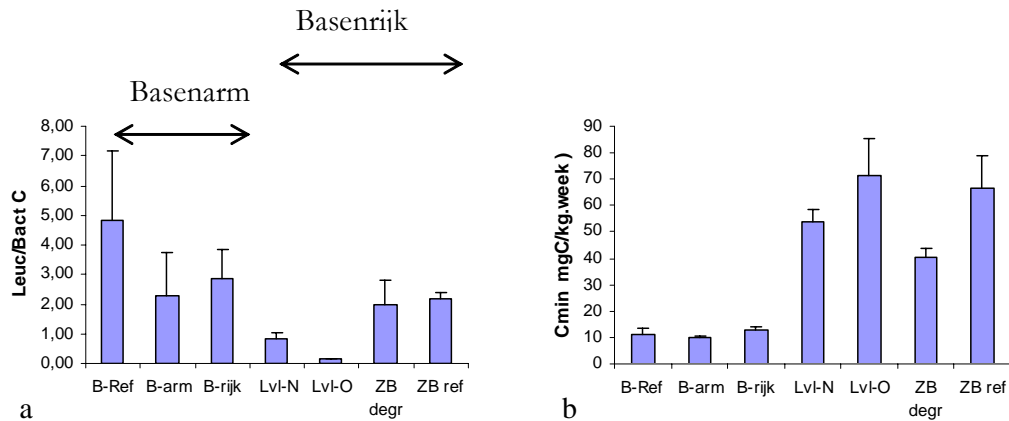 Basenrijk
Basenarm
Leuc/Bact C
8,00
7,00
6,00
5,00
4,00
3,00
2,00
1,00
0,00
B-Ref B-arm B-rijk Lvl-N Lvl-O ZB ZB ref
degr
a
Cmin mgC/kg.week )
90
80
70
60
50
40
30
20
10
0
B-Ref B-arm B-rijk Lvl-N Lvl-O ZB ZB ref
degr
b